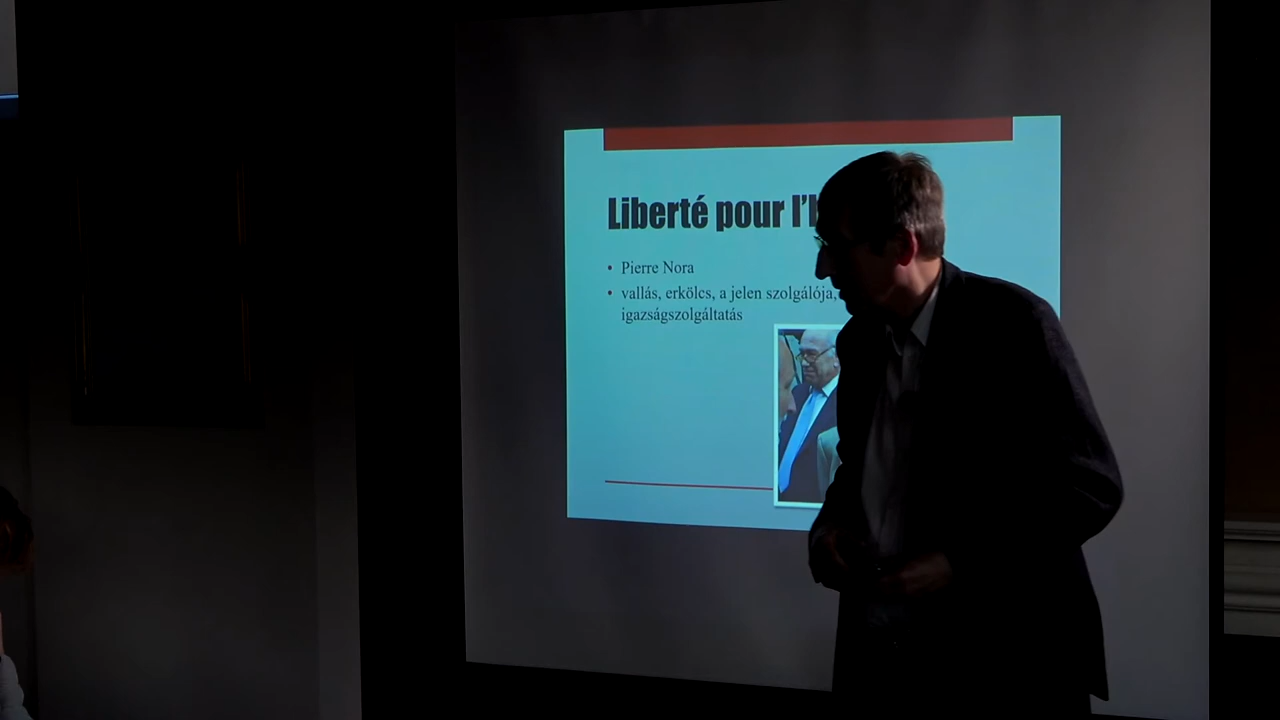 Liberté pour l'
• Pierre Nora
• vallás, erkölcs, a jelen szolgálója,
igazságszolgáltatás